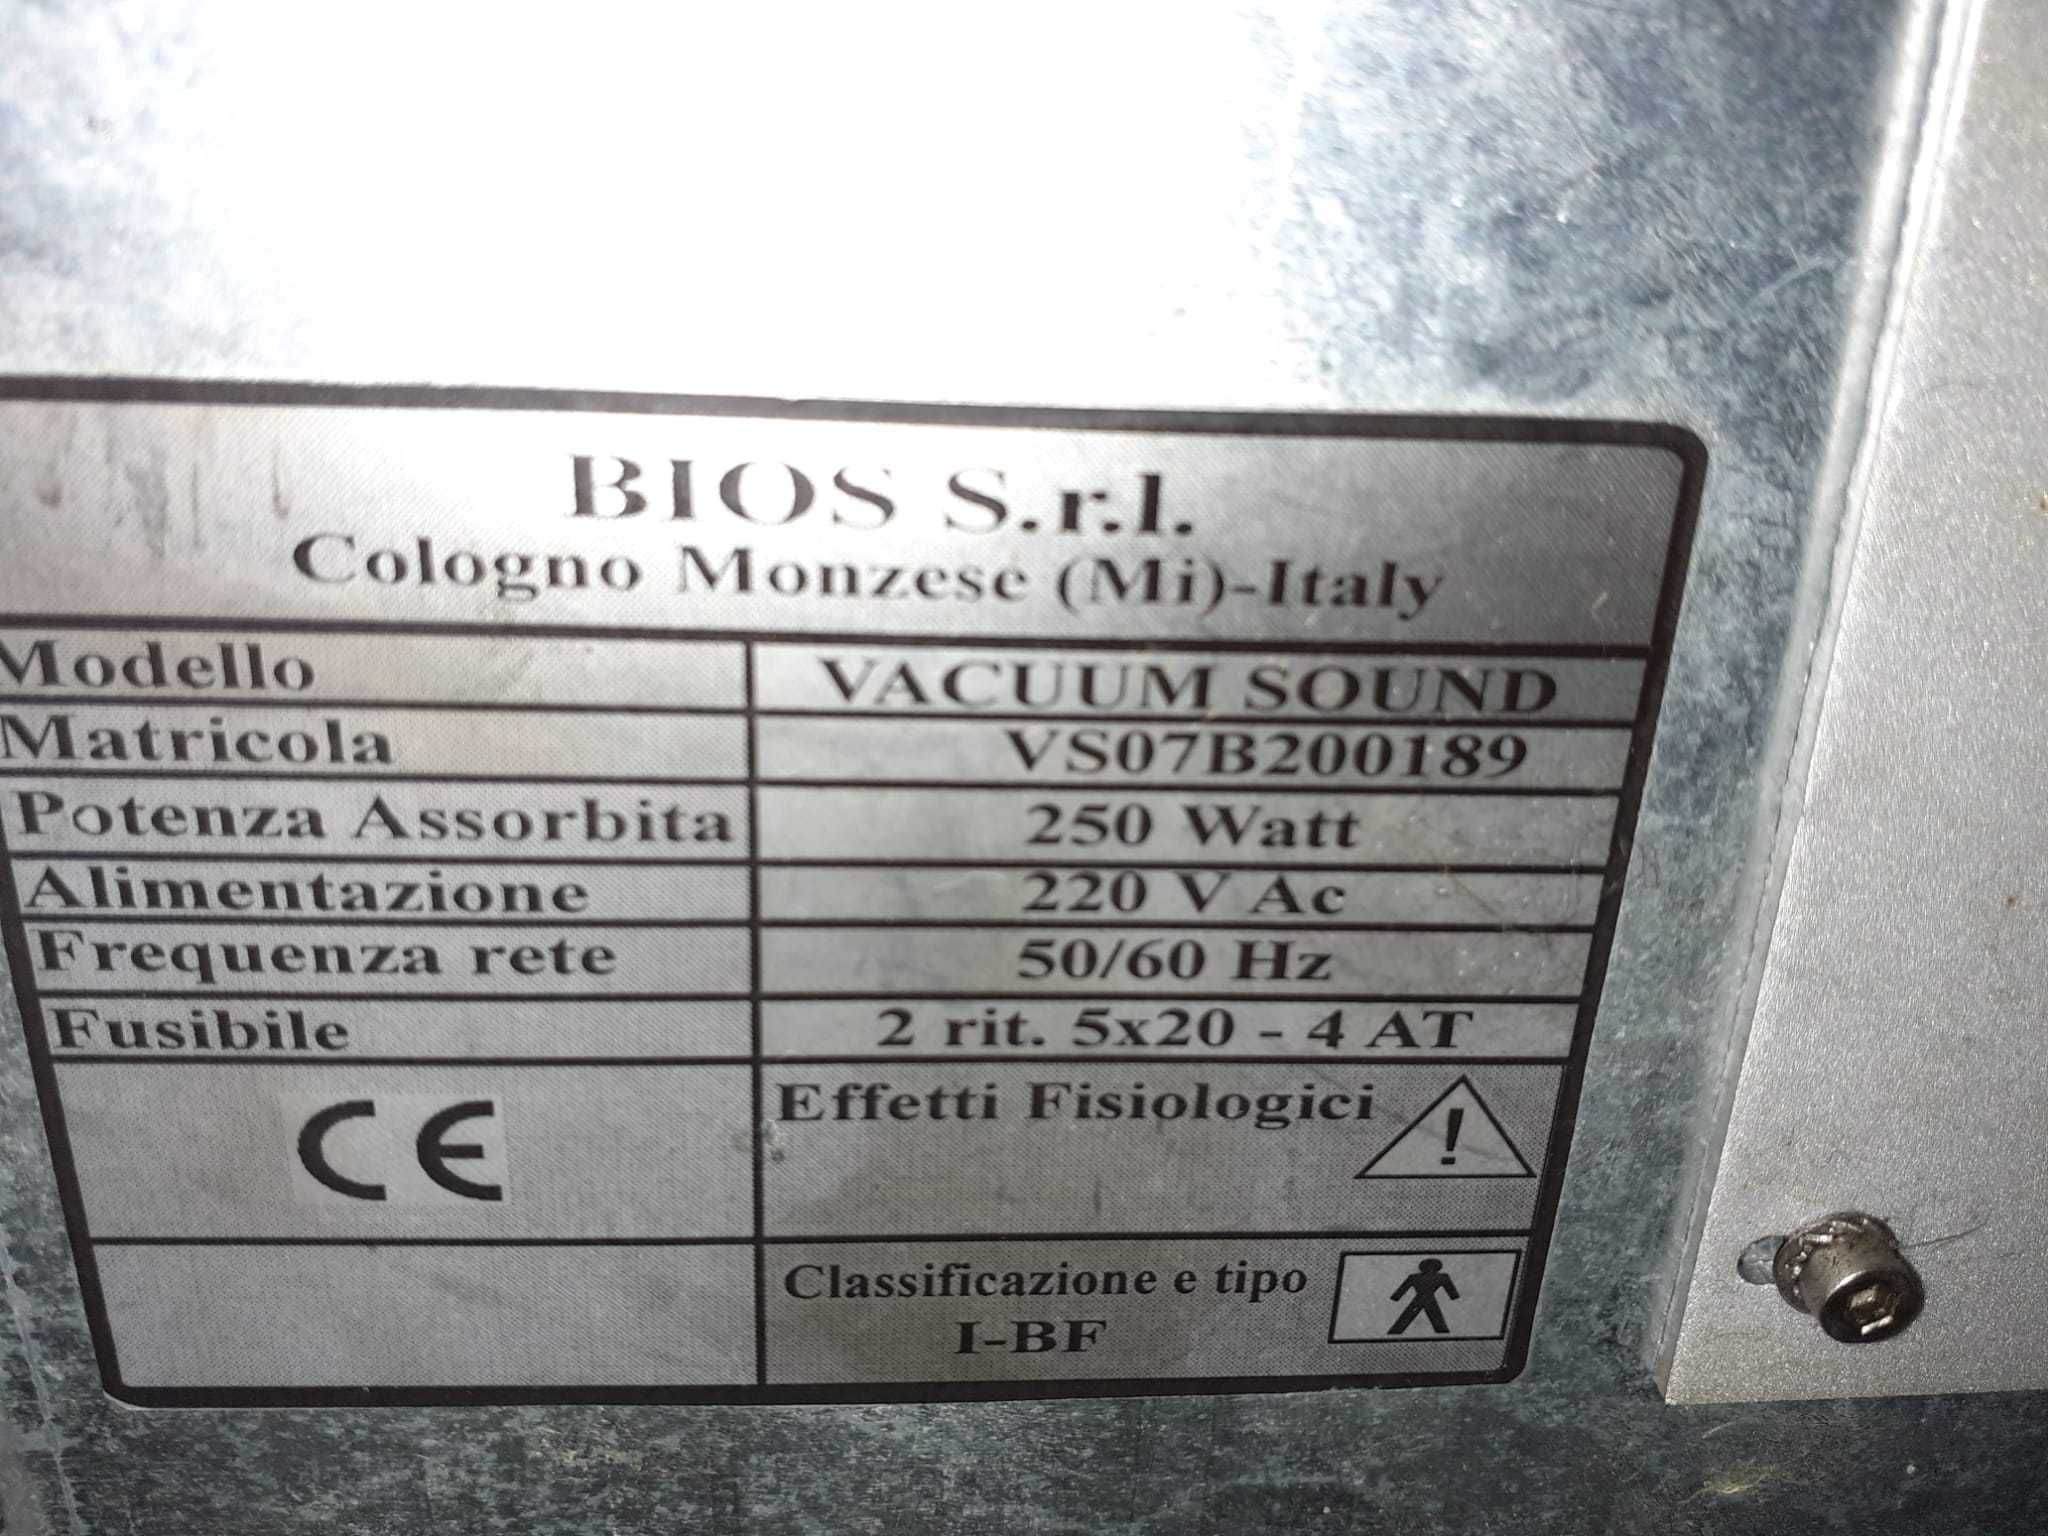 BIOS S.r.l.
Cologno Monzese (Mi)-Italy
Modello VACUUM SOUND
Matricola VS07B200189
Potenza Assorbita 250 Watt
Alimentazione 220 V Ac
Frequenza rete 50/60 Hz
Fusibile 2 rit. 5x20 - 4 AT
CE Effetti Fisiologici !
Classificazione e tipo
I-BF